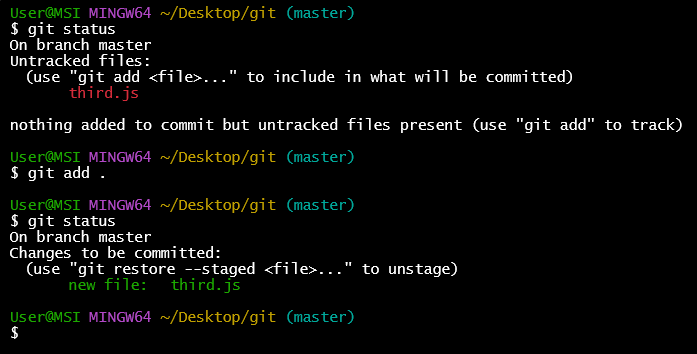 User@MSI MINGW64 ~/Desktop/git (master)
$ git status
On branch master
Untracked files:
  (use "git add <file>..." to include in what will be committed)
        third.js

nothing added to commit but untracked files present (use "git add" to track)

User@MSI MINGW64 ~/Desktop/git (master)
$ git add .

User@MSI MINGW64 ~/Desktop/git (master)
$ git status
On branch master
Changes to be committed:
  (use "git restore --staged <file>..." to unstage)
        new file:   third.js

User@MSI MINGW64 ~/Desktop/git (master)
$